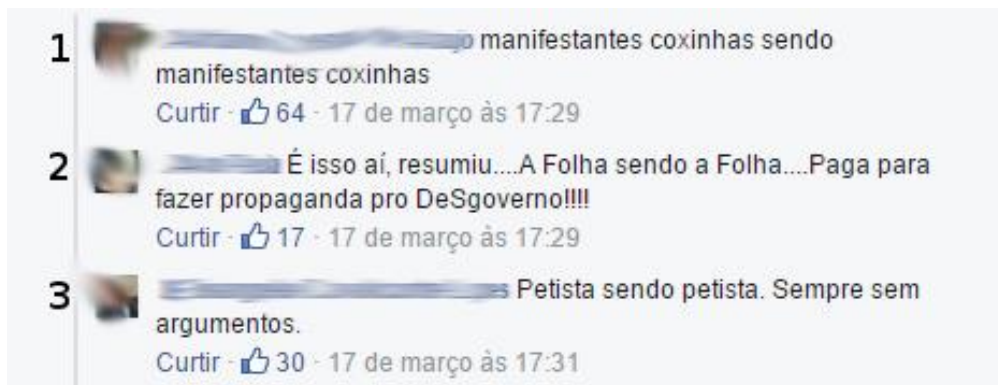 1 manifestantes coxinhas sendo
manifestantes coxinhas
Curtir · 64 · 17 de março às 17:29
2 É isso aí, resumiu....A Folha sendo a Folha....Paga para
fazer propaganda pro DeSgoverno!!!!
Curtir · 17 · 17 de março às 17:29
3 Petista sendo petista. Sempre sem
argumentos.
Curtir · 30 · 17 de março às 17:31